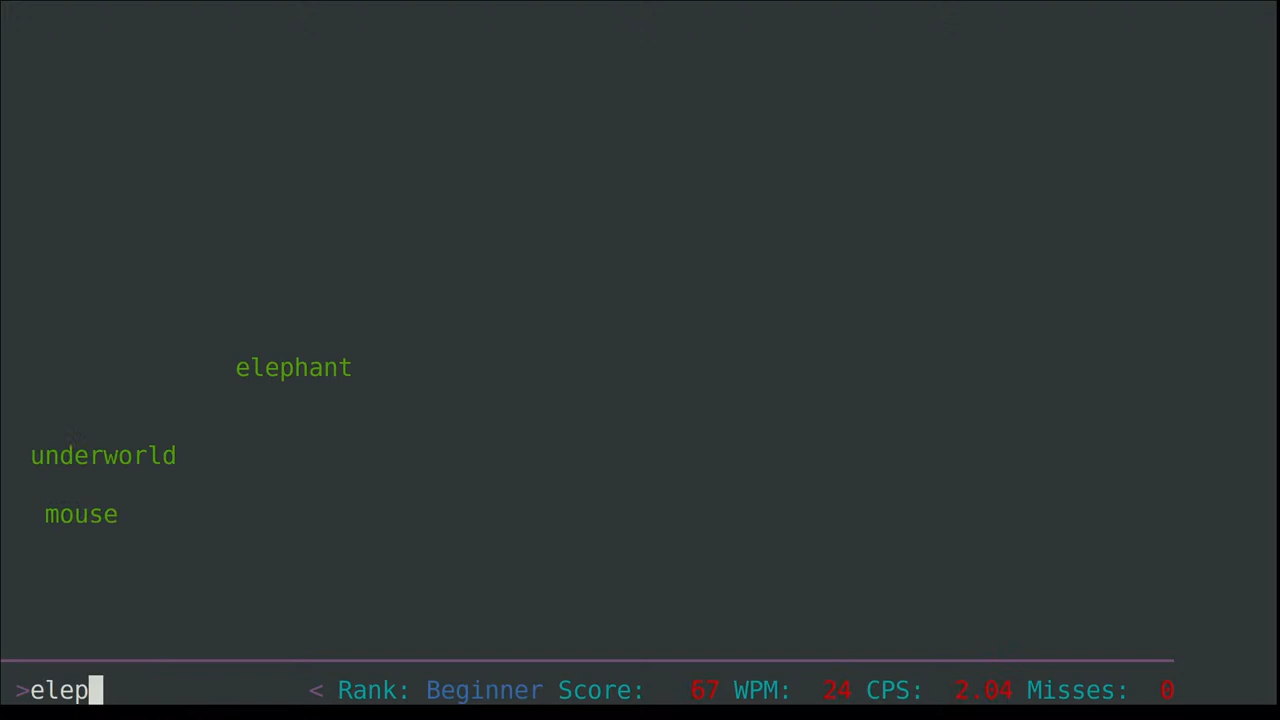 elephant
underworld
mouse
>elep < Rank: Beginner Score: 67 WPM: 24 CPS: 2.04 Misses: 0